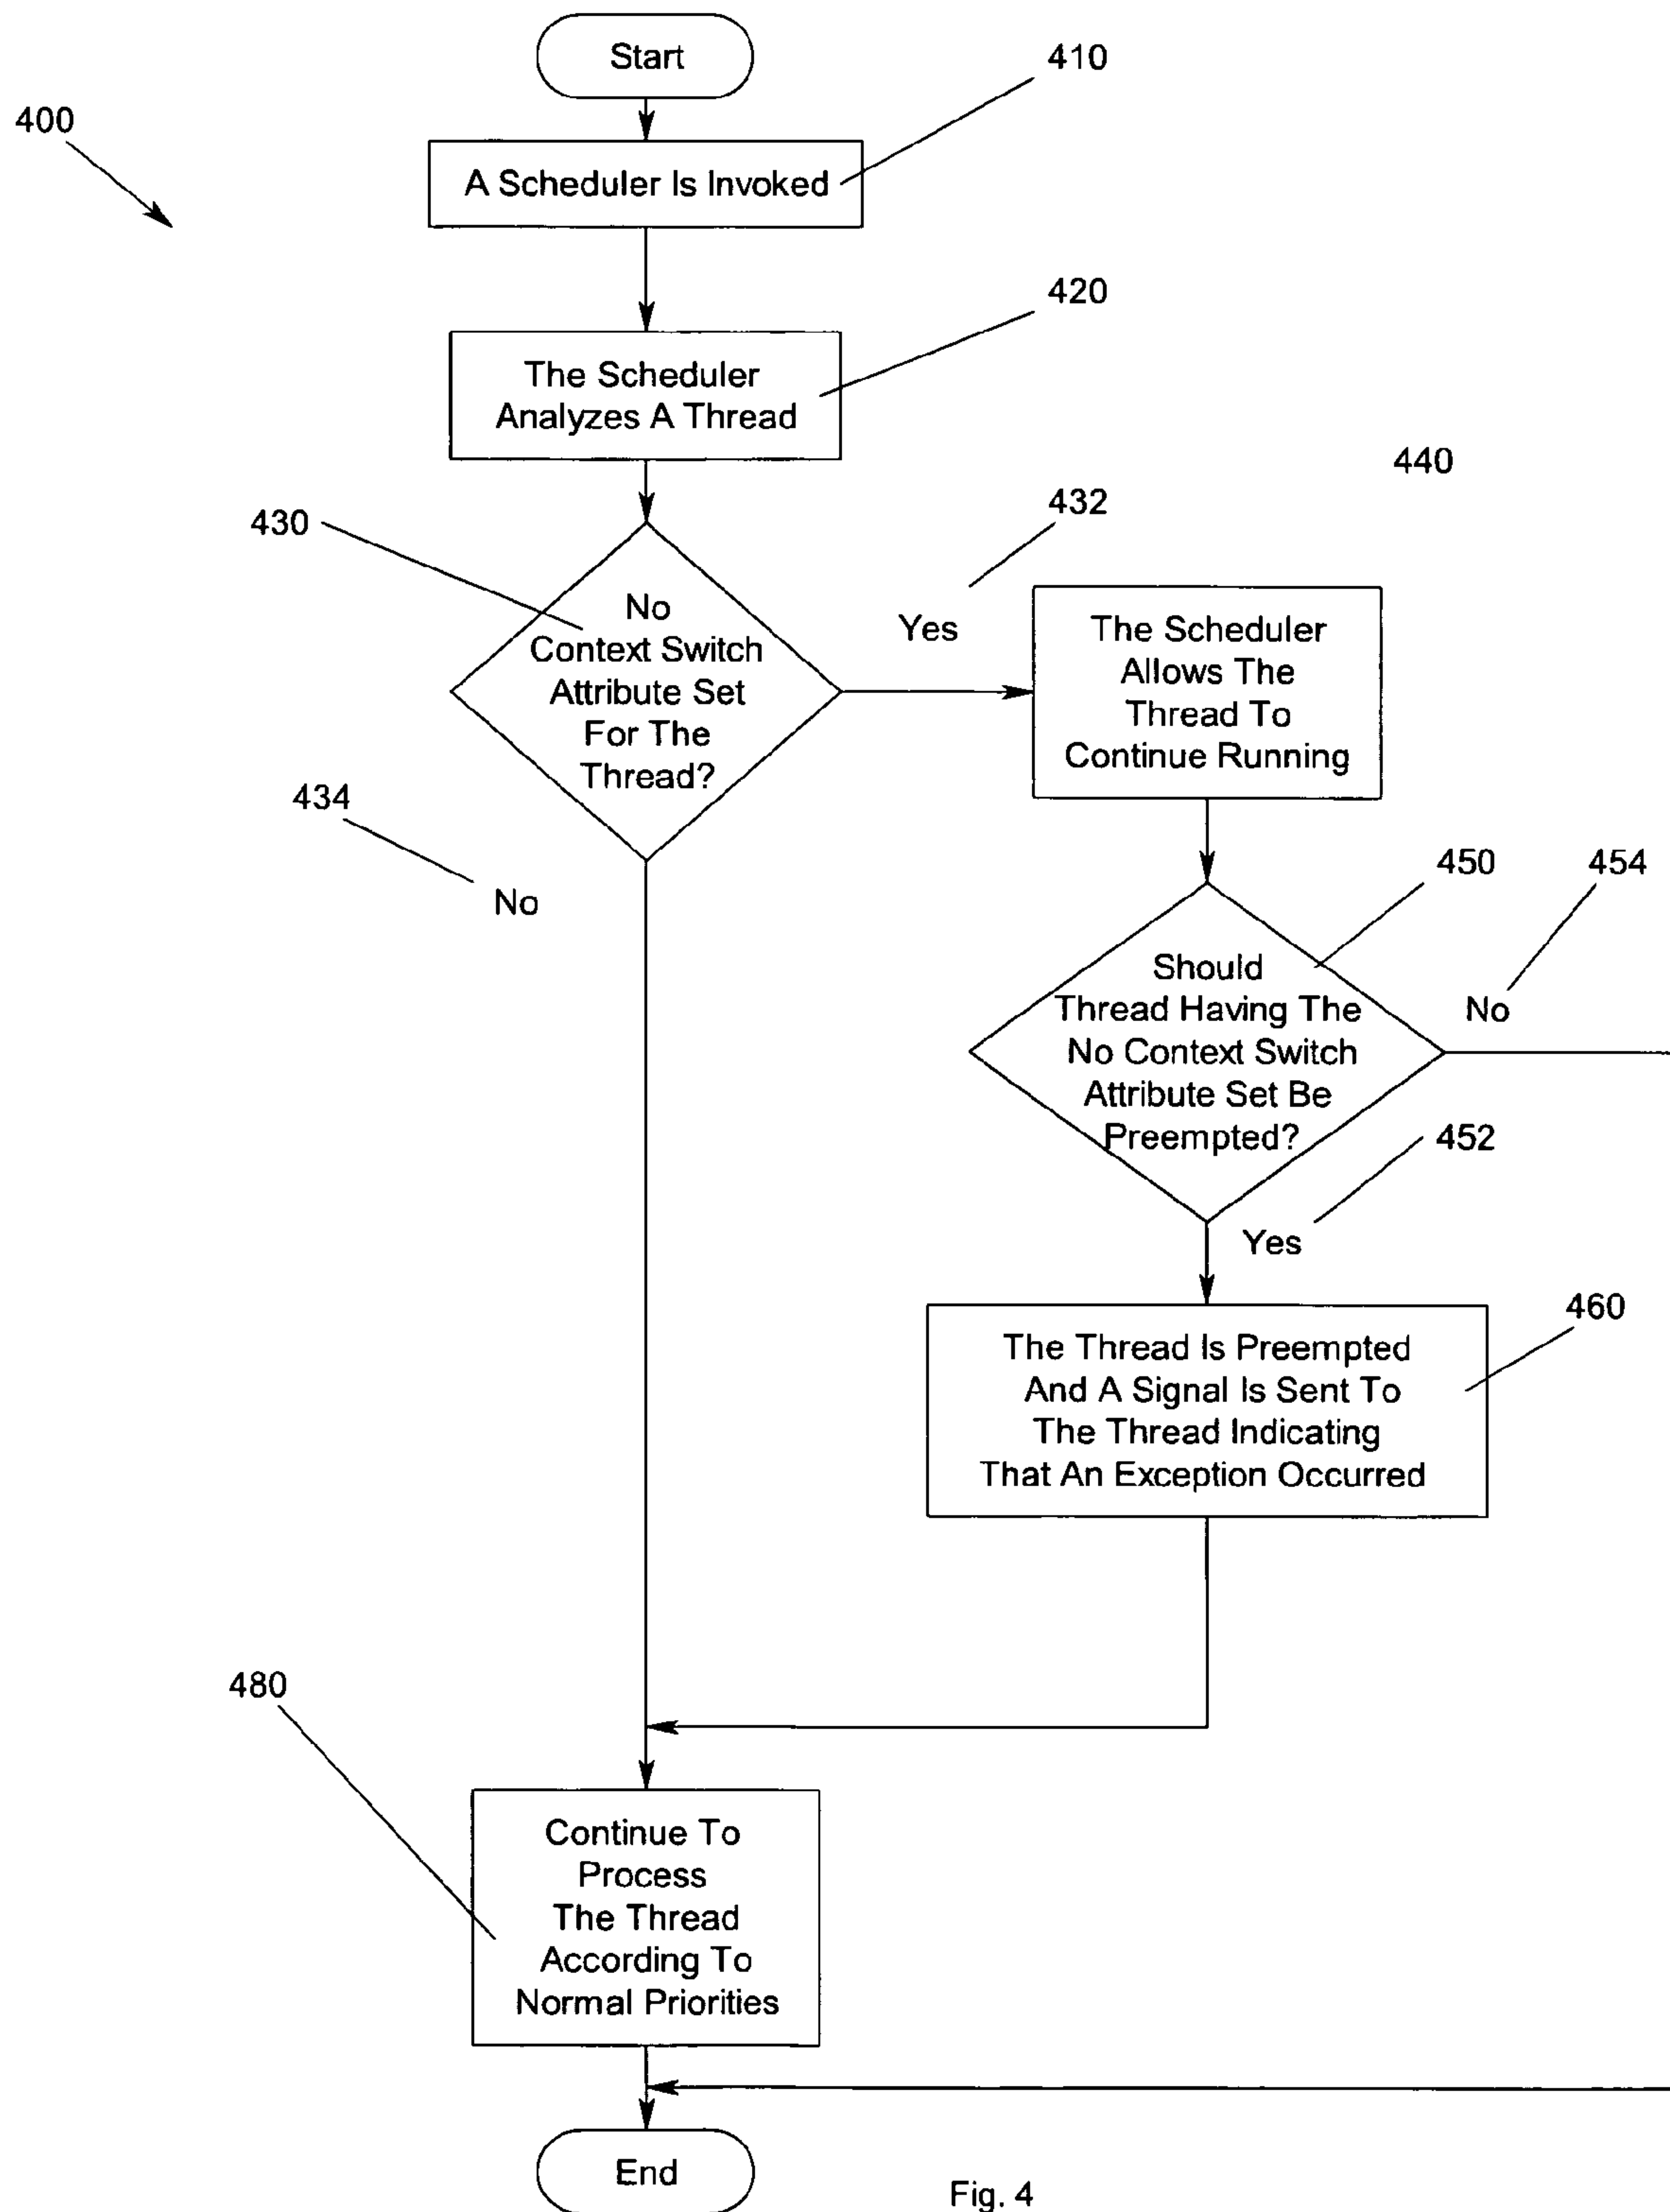 Start
410
400
A Scheduler Is Invoked
420
The Scheduler
Analyzes A Thread
440
432
430
No
Context Switch
Attribute Set
For The
Thread?
Yes
The Scheduler
Allows The
Thread To
Continue Running
434
No
450
454
Should
Thread Having The
No Context Switch
Attribute Set Be
Preempted?
No
452
Yes
460
The Thread Is Preempted
And A Signal Is Sent To
The Thread Indicating
That An Exception Occurred
480
Continue To
Process
The Thread
According To
Normal Priorities
End
Fig. 4